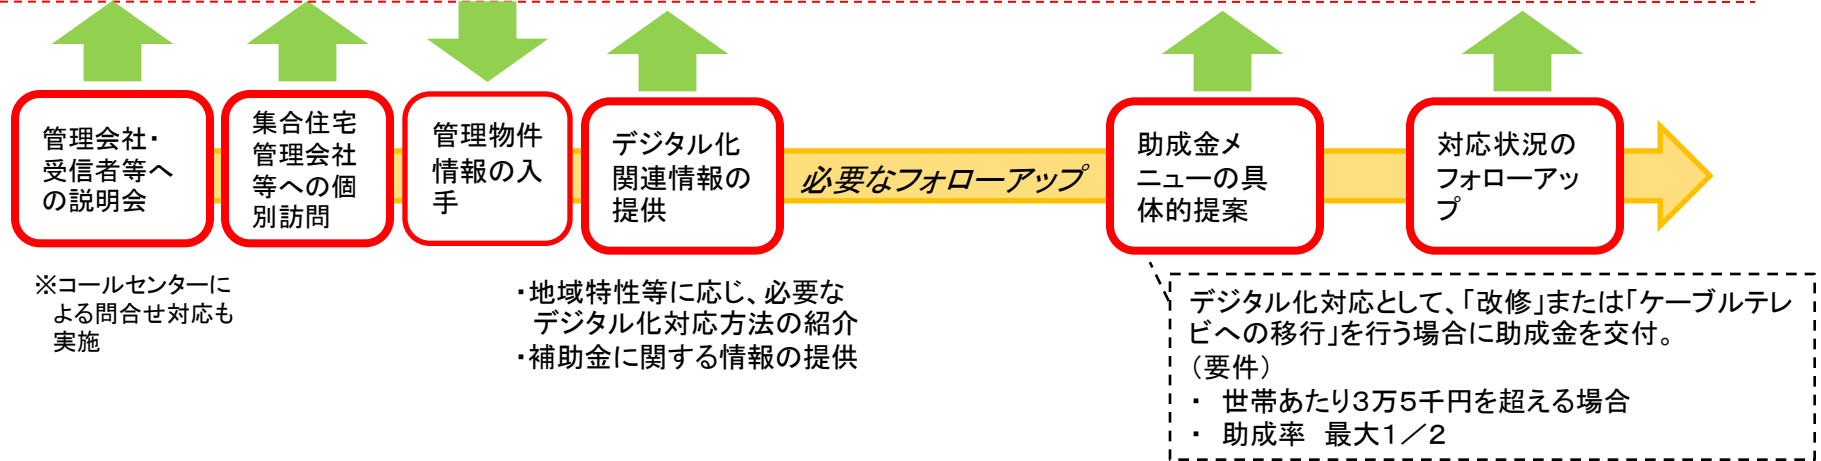 管理会社・
受信者等へ
の説明会
集合住宅
管理会社
等への個
別訪問
管理物件
情報の入
手
デジタル化
関連情報の
提供
必要なフォローアップ
助成金メ
ニューの具
体的提案
対応状況の
フォローアッ
プ
※コールセンターに
よる問合せ対応も
実施
・地域特性等に応じ、必要な
デジタル化対応方法の紹介
・補助金に関する情報の提供
デジタル化対応として、「改修」または「ケーブルテレ
ビへの移行」を行う場合に助成金を交付。
（要件）
・ 世帯あたり3万5千円を超える場合
・ 助成率 最大1／2